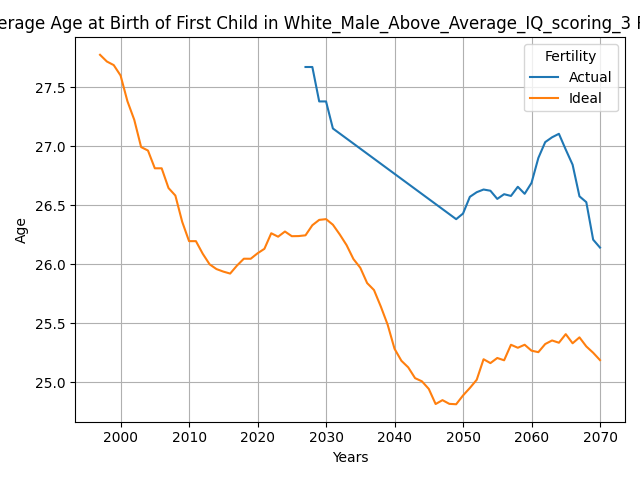 Average Age at Birth of First Child in White_Male_Above_Average_IQ_scoring_3
Fertility
Actual
Ideal
27.5
27.0
26.5
26.0
25.5
25.0
Age
2000 2010 2020 2030 2040 2050 2060 2070
Years